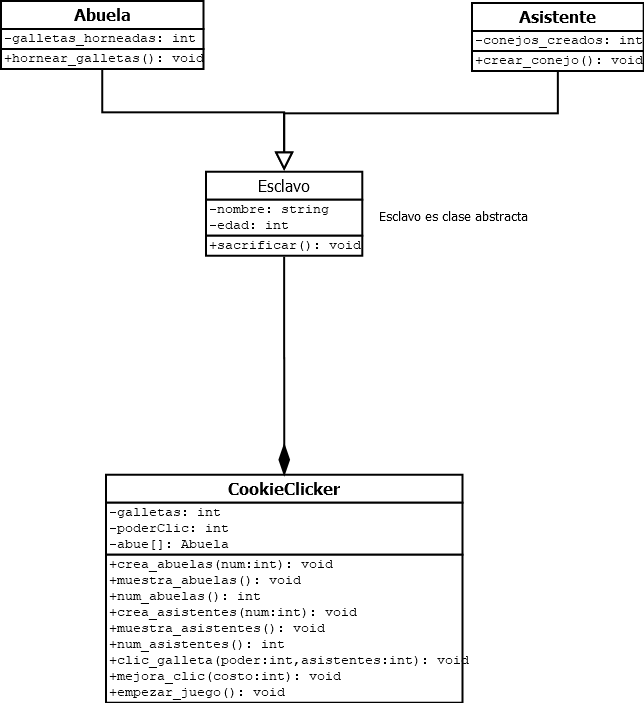 Abuela
-galletas_horneadas: int
+hornear_galletas(): void
Asistente
-conejos_creados: int
+crear_conejo(): void
Esclavo
-nombre: string
-edad: int
+sacrificar(): void
Esclavo es clase abstracta
CookieClicker
-galletas: int
-poderClic: int
-abue[]: Abuela
+crea_abuelas(num:int): void
+muestra_abuelas(): void
+num_abuelas(): int
+crea_asistentes(num:int): void
+muestra_asistentes(): void
+num_asistentes(): int
+clic_galleta(poder:int,asistentes:int): void
+mejora_clic(costo:int): void
+empezar_juego(): void